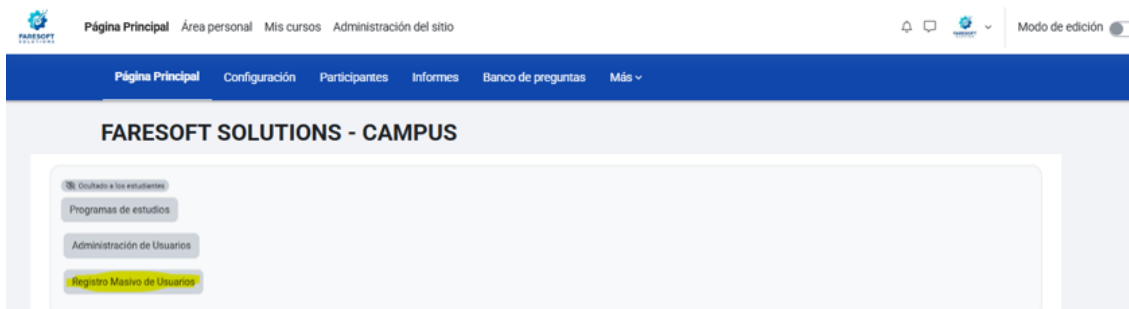 FARESOFT
SOLUTIONS
Página Principal Área personal Mis cursos Administración del sitio
Modo de edición
Página Principal Configuración Participantes Informes Banco de preguntas Más
FARESOFT SOLUTIONS - CAMPUS
Ocultado a los estudiantes
Programas de estudios
Administración de Usuarios
Registro Masivo de Usuarios